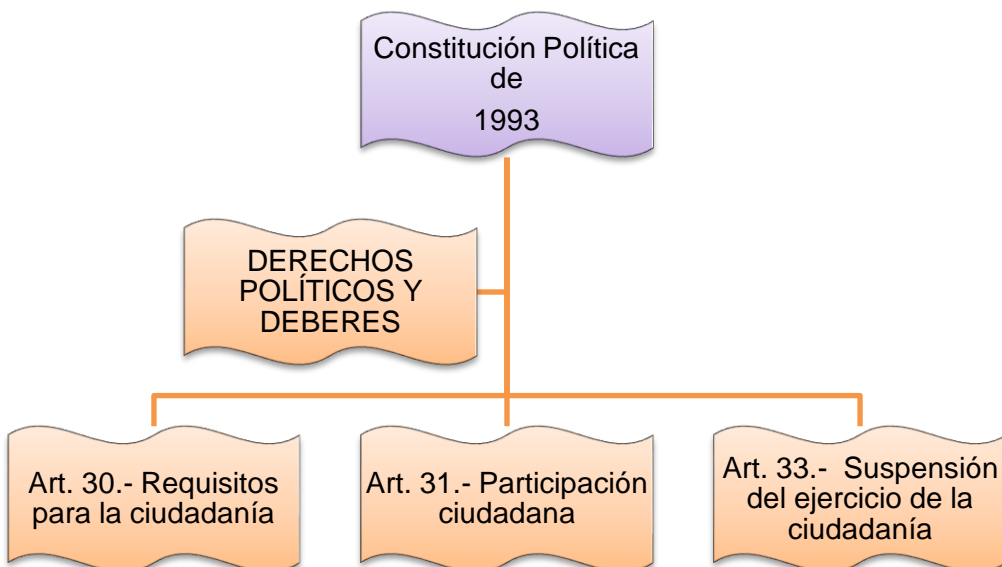 Constitución Política
de
1993
DERECHOS
POLÍTICOS Y
DEBERES
Art. 30.- Requisitos
para la ciudadanía
Art. 31.- Participación
ciudadana
Art. 33.- Suspensión
del ejercicio de la
ciudadanía